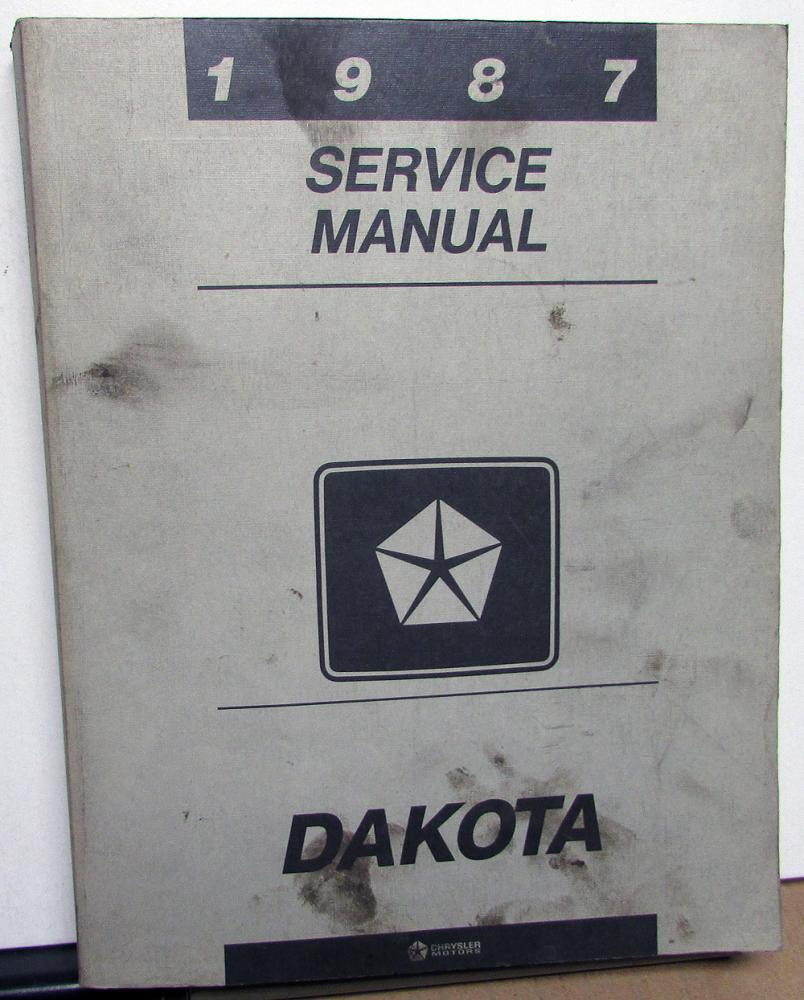 1 9 8 7
SERVICE
MANUAL
DAKOTA
CHRYSLER
MOTORS